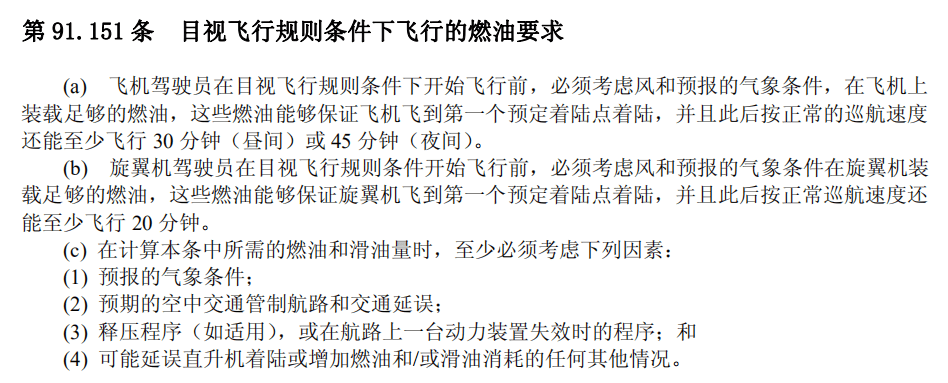 第 91.151 条 目视飞行规则条件下飞行的燃油要求
(a) 飞机驾驶员在目视飞行规则条件下开始飞行前，必须考虑风和预报的气象条件，在飞机上
装载足够的燃油，这些燃油能够保证飞机飞到第一个预定着陆点着陆，并且此后按正常的巡航速度
还能至少飞行 30 分钟（昼间）或 45 分钟（夜间）。
(b) 旋翼机驾驶员在目视飞行规则条件开始飞行前，必须考虑风和预报的气象条件在旋翼机装
载足够的燃油，这些燃油能够保证旋翼机飞到第一个预定着陆点着陆，并且此后按正常巡航速度还
能至少飞行 20 分钟。
(c) 在计算本条中所需的燃油和滑油量时，至少必须考虑下列因素：
(1) 预报的气象条件；
(2) 预期的空中交通管制航路和交通延误；
(3) 释压程序（如适用），或在航路上一台动力装置失效时的程序；和
(4) 可能延误直升机着陆或增加燃油和/或滑油消耗的任何其他情况。